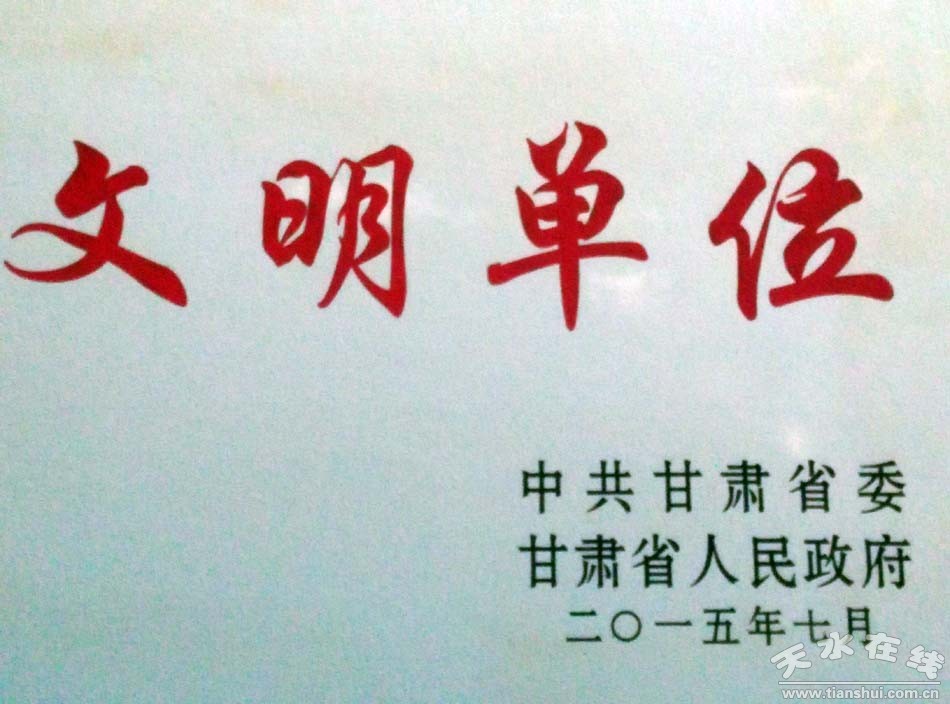 文明单位
中共甘肃省委
甘肃省人民政府
二〇一五年七月
天水在线
www.tianshui.com.cn